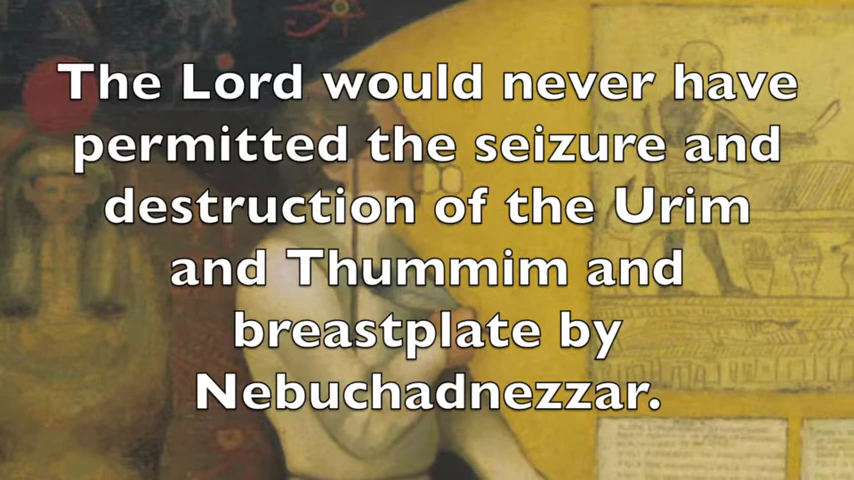 The Lord would never have
permitted the seizure and
destruction of the Urim
and Thummim and
breastplate by
Nebuchadnezzar.